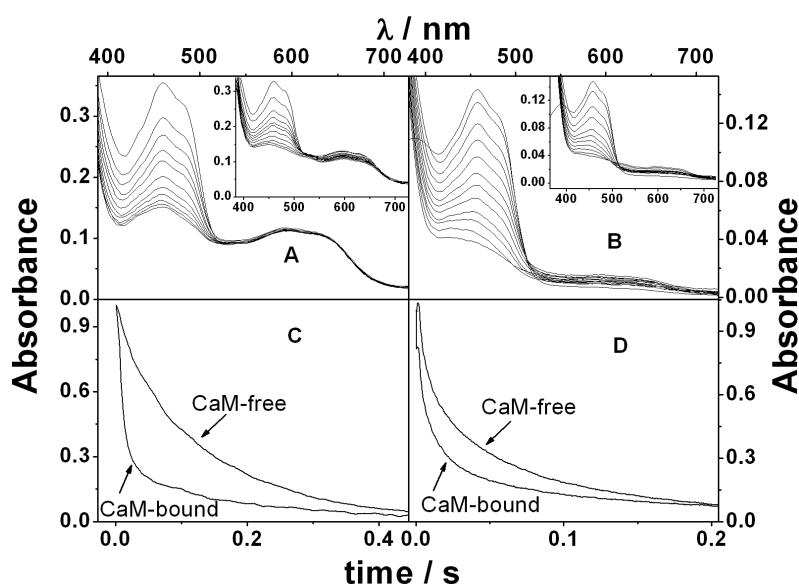 λ / nm
400 500 600 700
400 500 600 700
0.3
0.2
0.1
0.0
400 500 600 700
A
0.12
0.08
0.04
0.00
400 500 600 700
B
0.3
0.2
0.1
0.0
Absorbance
0.12
0.08
0.04
0.00
Absorbance
0.9
0.6
0.3
0.0
C
CaM-free
CaM-bound
D
CaM-free
CaM-bound
0.9
0.6
0.3
0.0
0.0 0.2 0.4
0.0 0.1 0.2
time / s